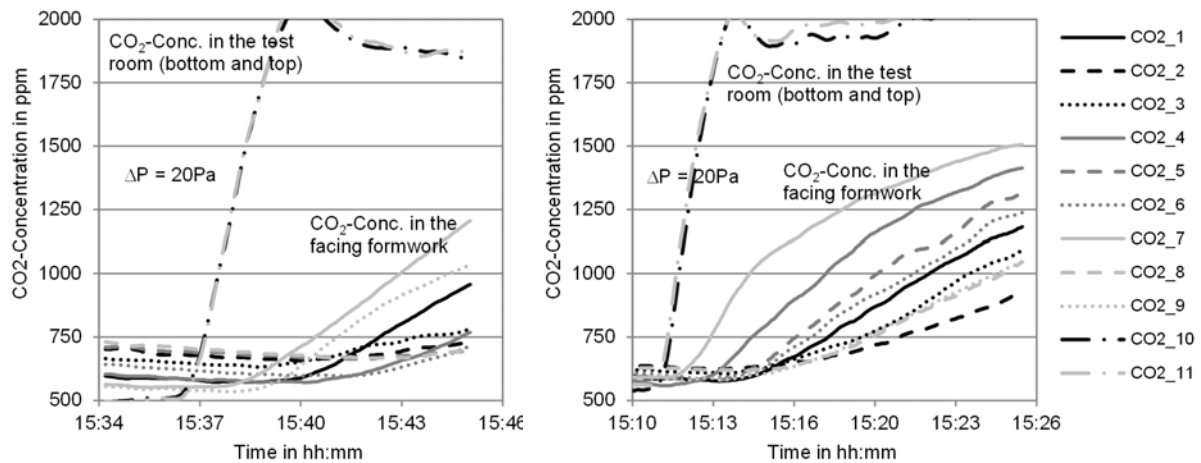 2000
1750
1500
1250
1000
750
500
CO2-Concentration in ppm
CO₂-Conc. in the test
room (bottom and top)
ΔP = 20Pa
CO₂-Conc. in the
facing formwork
15:34
15:37
15:40
15:43
15:46
Time in hh:mm
2000
1750
1500
1250
1000
750
500
CO2-Concentration in ppm
CO₂-Conc. in the test
room (bottom and top)
ΔP = 20Pa
CO₂-Conc. in the
facing formwork
15:10
15:13
15:16
15:20
15:23
15:26
Time in hh:mm
CO2_1
CO2_2
CO2_3
CO2_4
CO2_5
CO2_6
CO2_7
CO2_8
CO2_9
CO2_10
CO2_11